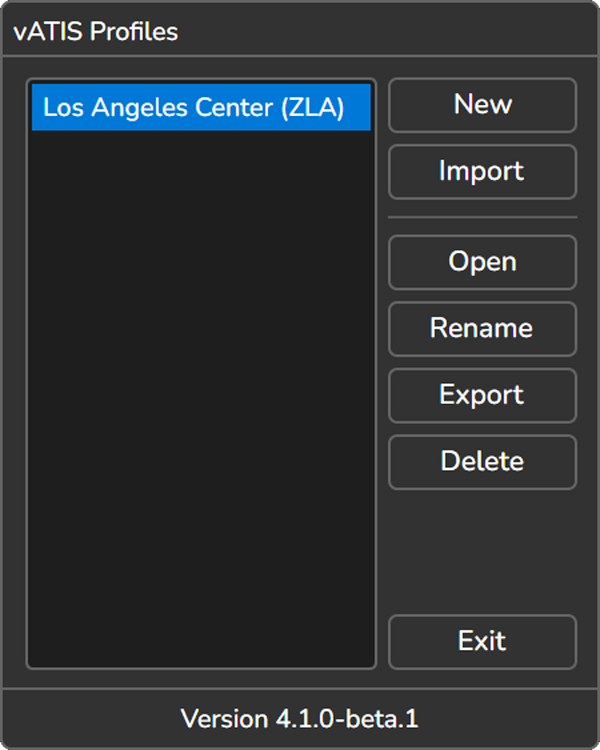 vATIS Profiles
Los Angeles Center (ZLA)
New
Import
Open
Rename
Export
Delete
Exit
Version 4.1.0-beta.1